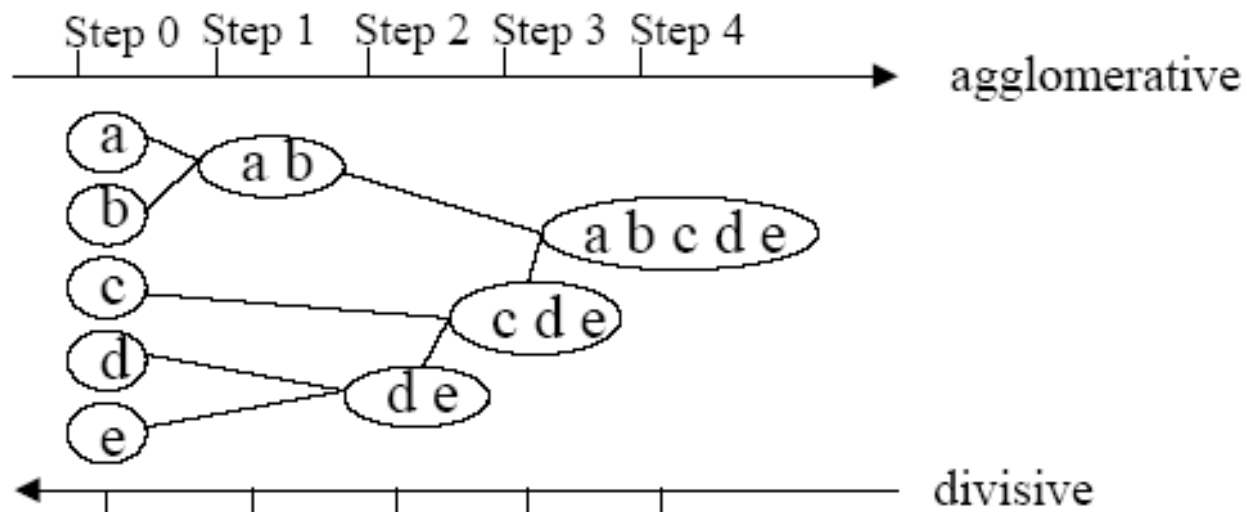 Step 0 Step 1 Step 2 Step 3 Step 4
agglomerative
a
a b
b
a b c d e
c
c d e
d
d e
e
divisive